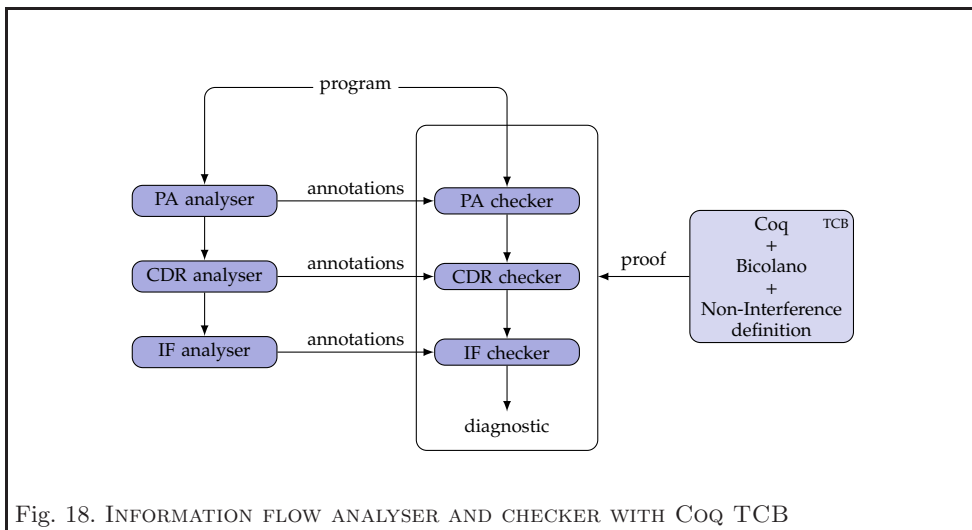 program
PA analyser
annotations
PA checker
CDR analyser
annotations
CDR checker
IF analyser
annotations
IF checker
diagnostic
proof
Coq TCB
+
Bicolano
+
Non-Interference
definition
Fig. 18. INFORMATION FLOW ANALYSER AND CHECKER WITH COQ TCB